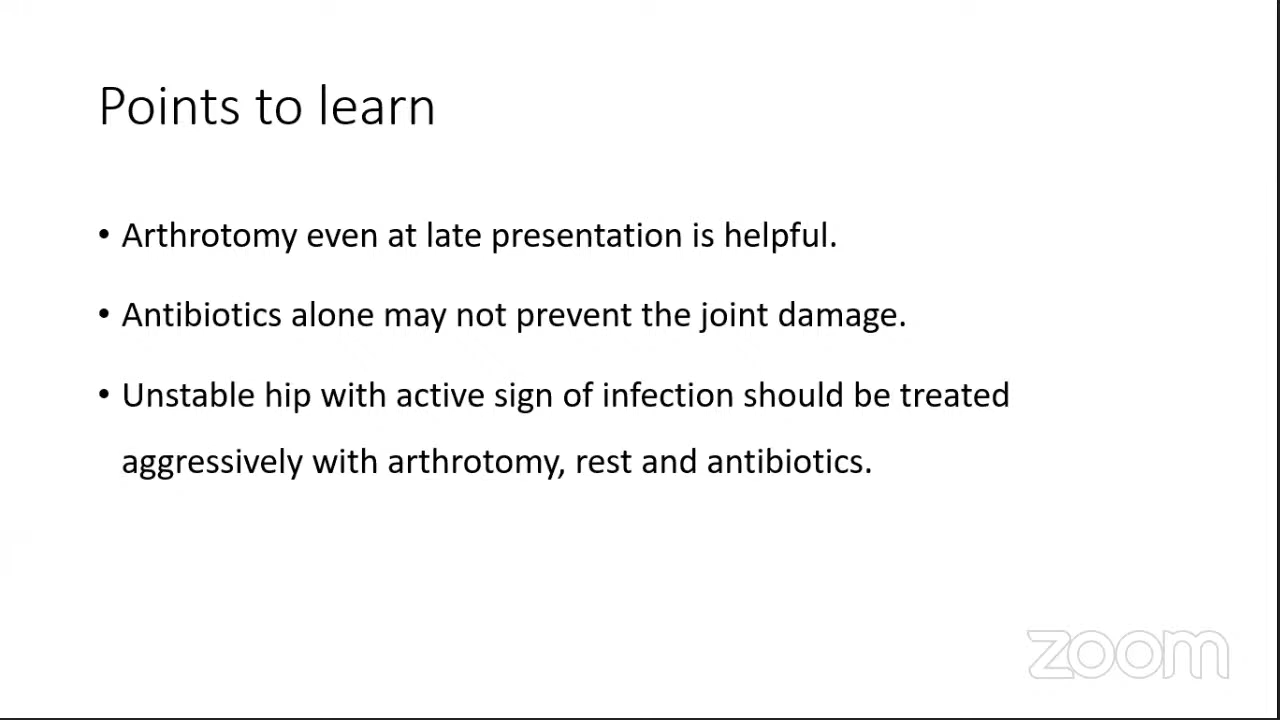 Points to learn
• Arthrotomy even at late presentation is helpful.
• Antibiotics alone may not prevent the joint damage.
• Unstable hip with active sign of infection should be treated
aggressively with arthrotomy, rest and antibiotics.
zoom